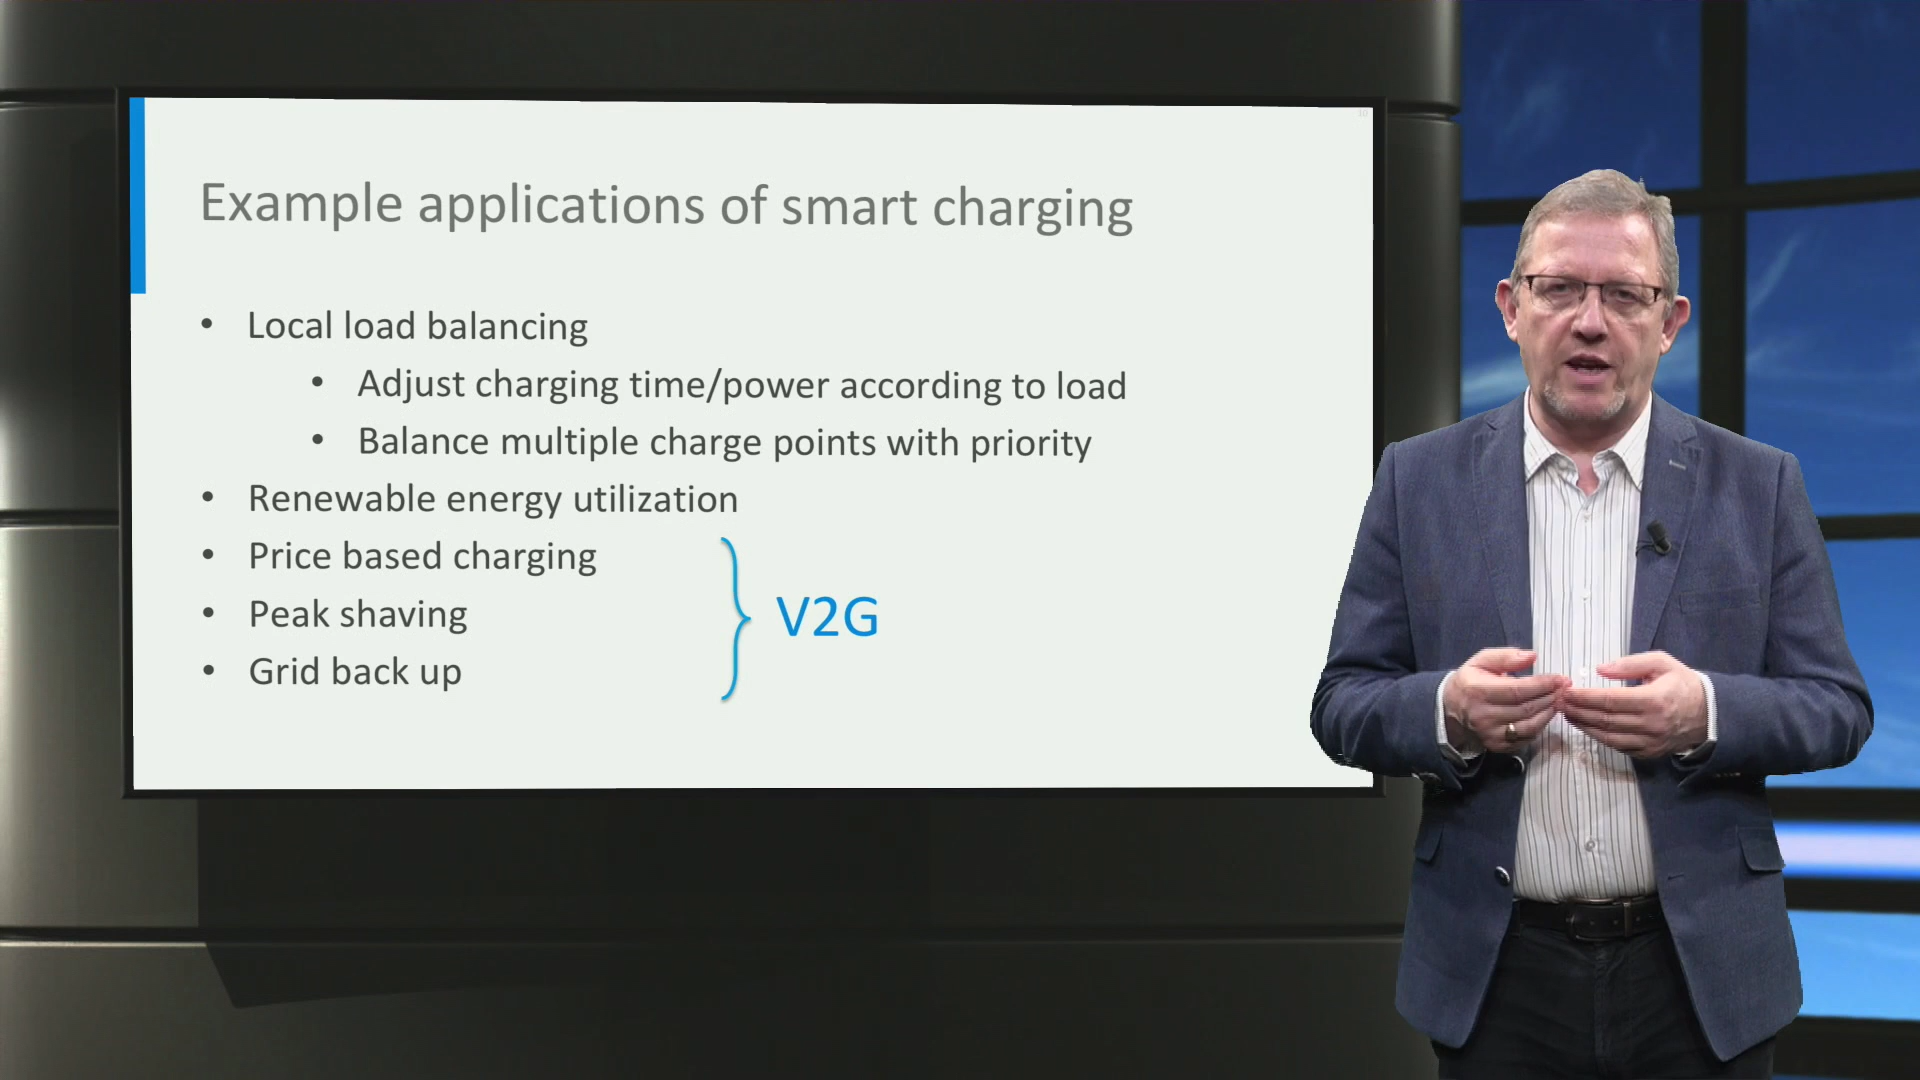 10
Example applications of smart charging
• Local load balancing
• Adjust charging time/power according to load
• Balance multiple charge points with priority
• Renewable energy utilization
• Price based charging
• Peak shaving
• Grid back up
V2G